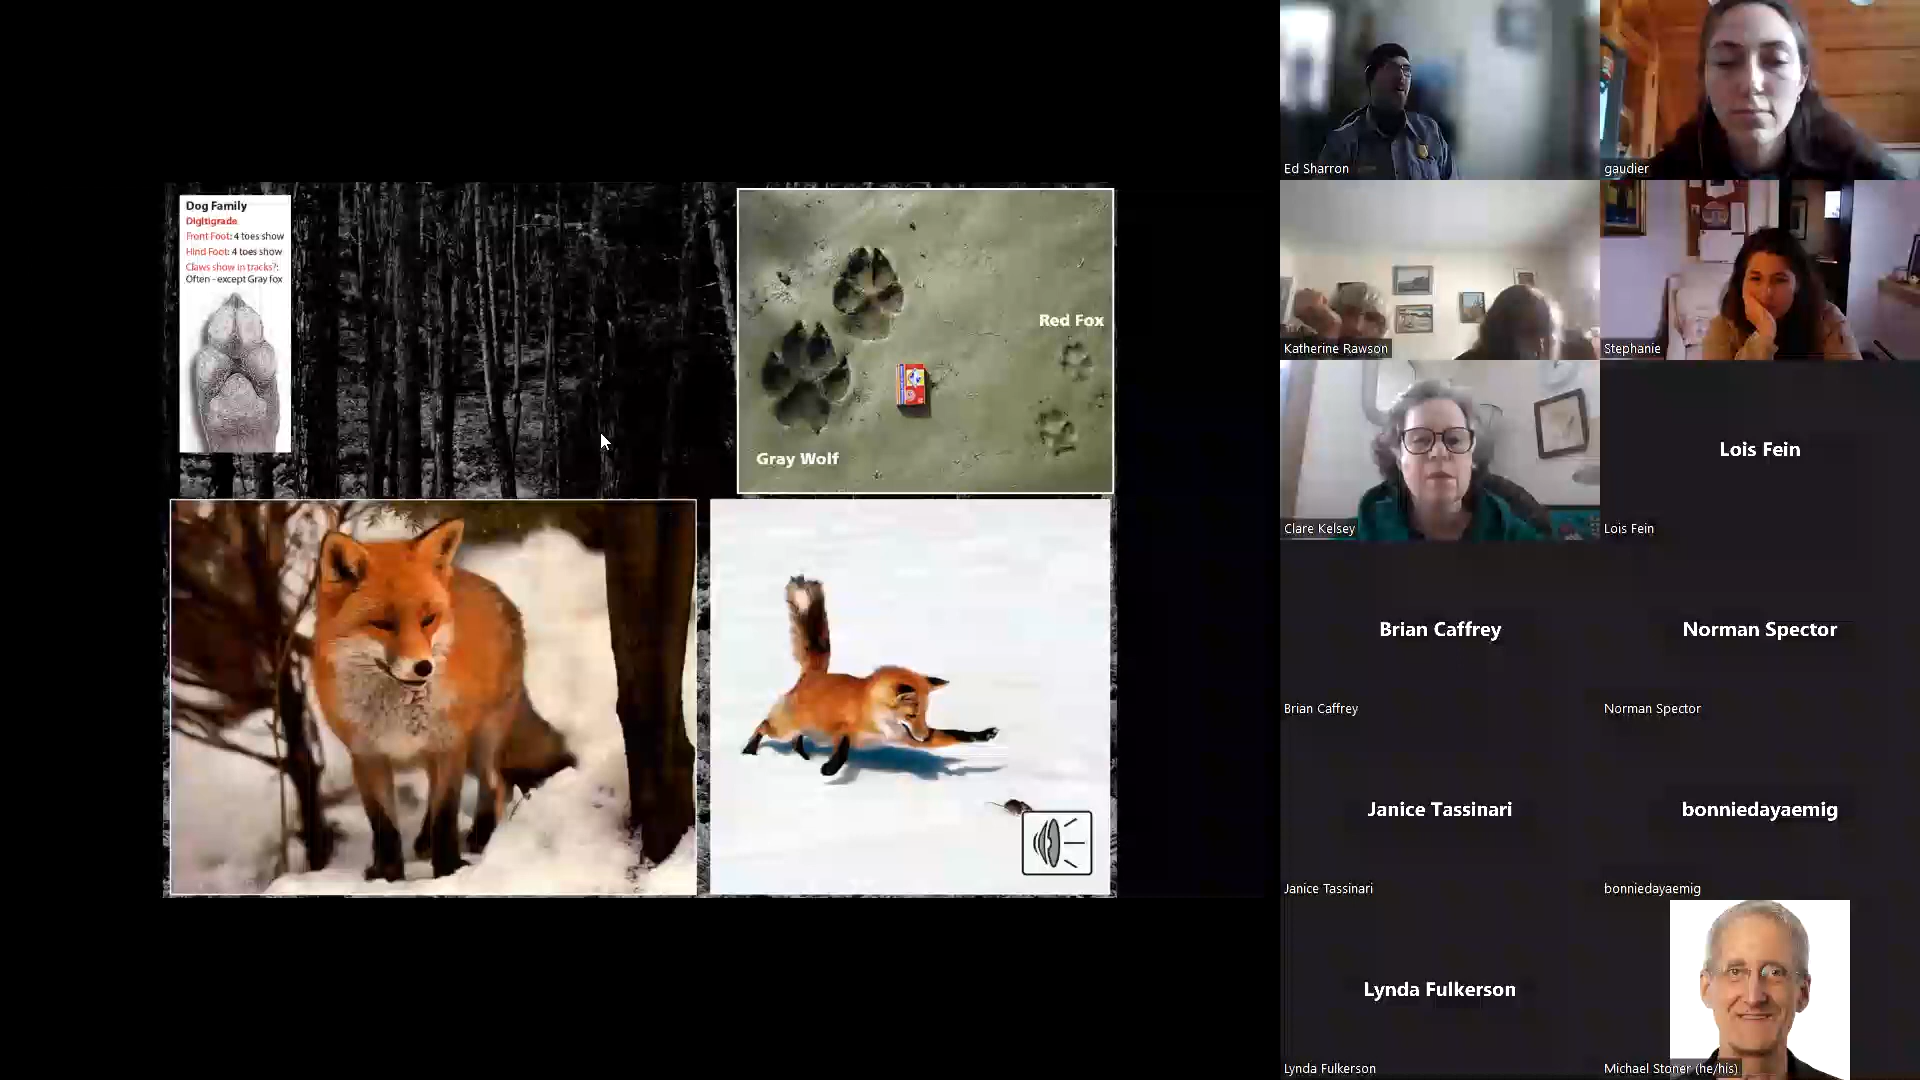 Dog Family
Digitigrade
Front Foot: 4 toes show
Hind Foot: 4 toes show
Claws show in tracks?:
Often - except Gray fox
Red Fox
Gray Wolf
Ed Sharron
gaudier
Katherine Rawson
Stephanie
Clare Kelsey
Lois Fein
Lois Fein
Brian Caffrey
Brian Caffrey
Norman Spector
Norman Spector
Janice Tassinari
Janice Tassinari
bonniedayaemig
bonniedayaemig
Lynda Fulkerson
Lynda Fulkerson
Michael Stoner (he/his)